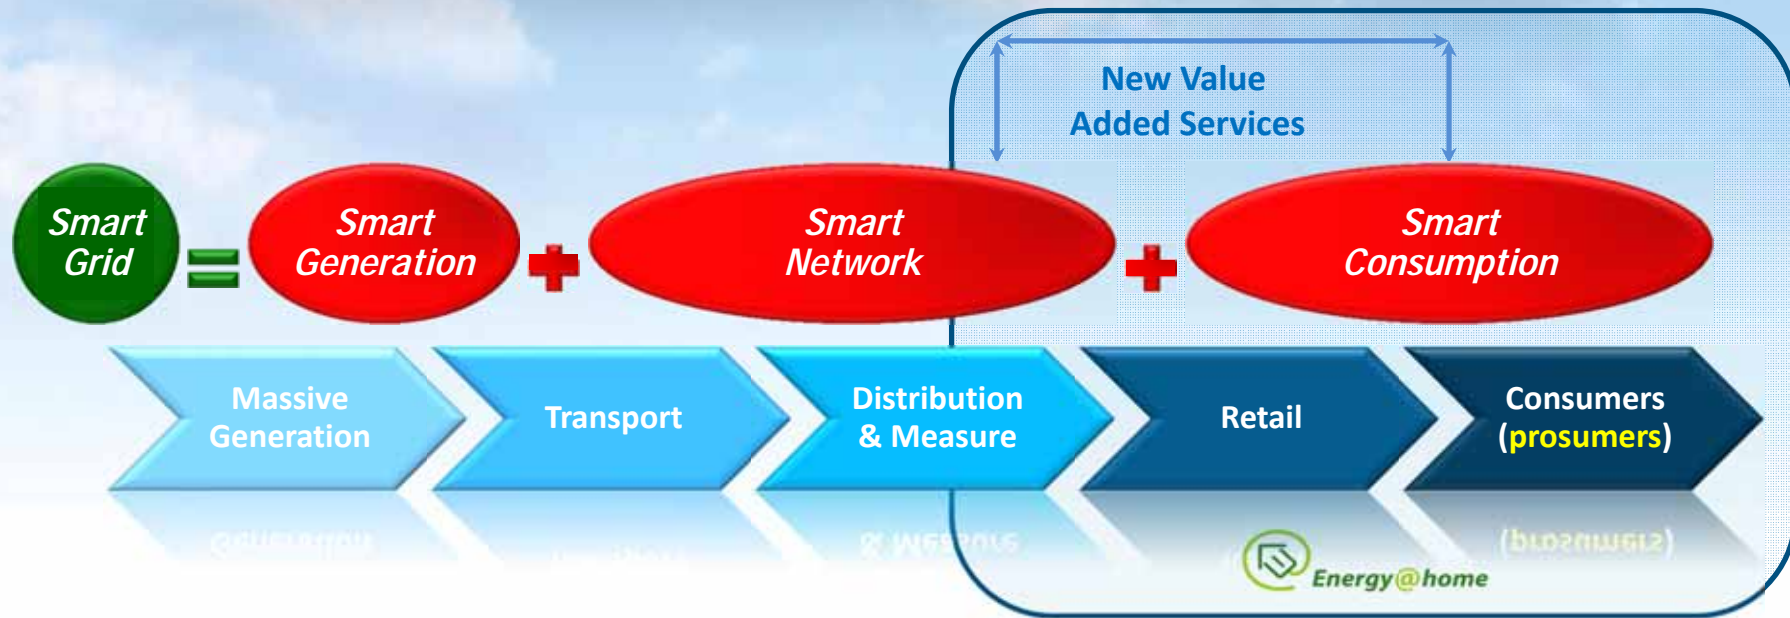 New Value
Added Services
Smart
Grid
=
Smart
Generation
+
Smart
Network
+
Smart
Consumption
Massive
Generation
Transport
Distribution
& Measure
Retail
Consumers
(prosumers)
Energy@home